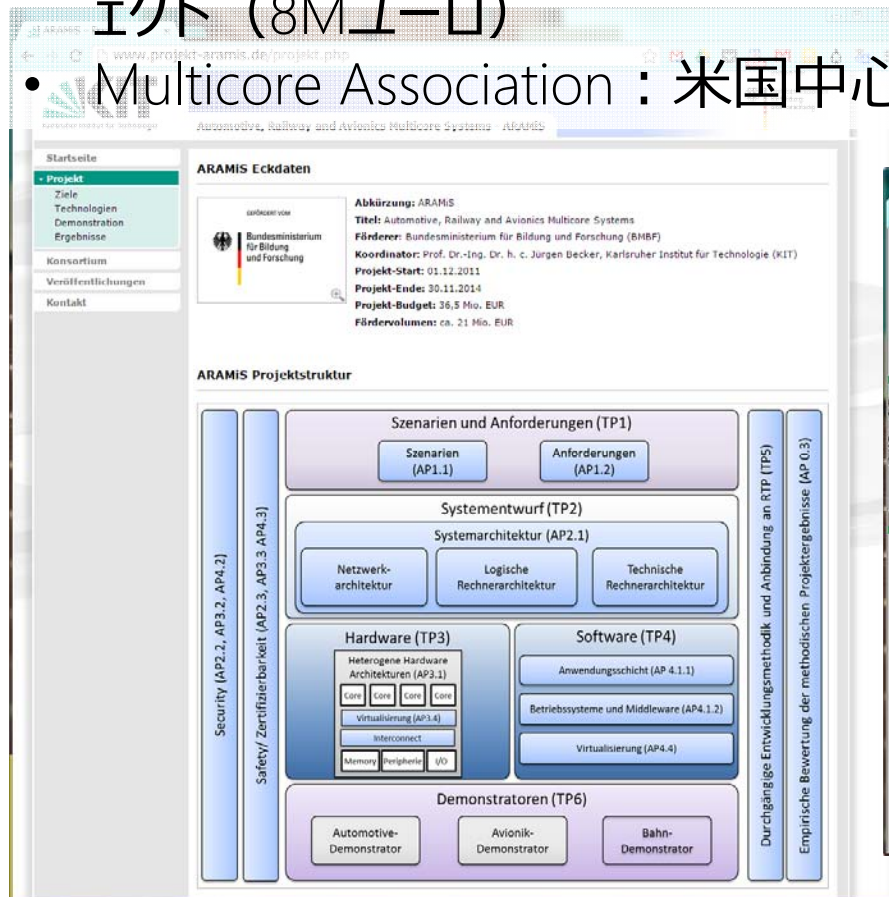 ェクト（8Mユーロ）
www.projekt-aramis.de/projekt.php
• Multicore Association：米国中心
Automotive, Railway and Avionics Multicore Systems - ARAMiS
Startseite
Projekt
Ziele
Technologien
Demonstration
Ergebnisse
Konsortium
Veröffentlichungen
Kontakt
ARAMiS Eckdaten
GEFÖRDERT VOM
Bundesministerium
für Bildung
und Forschung
Abkürzung: ARAMiS
Titel: Automotive, Railway and Avionics Multicore Systems
Förderer: Bundesministerium für Bildung und Forschung (BMBF)
Koordinator: Prof. Dr.-Ing. Dr. h. c. Jürgen Becker, Karlsruher Institut für Technologie (KIT)
Projekt-Start: 01.12.2011
Projekt-Ende: 30.11.2014
Projekt-Budget: 36,5 Mio. EUR
Fördervolumen: ca. 21 Mio. EUR
ARAMiS Projektstruktur
Security (AP2.2, AP3.2, AP4.2)
Safety/ Zertifizierbarkeit (AP2.3, AP3.3 AP4.3)
Szenarien und Anforderungen (TP1)
Szenarien
(AP1.1)
Anforderungen
(AP1.2)
Systementwurf (TP2)
Systemarchitektur (AP2.1)
Netzwerk-
architektur
Logische
Rechnerarchitektur
Technische
Rechnerarchitektur
Hardware (TP3)
Heterogene Hardware
Architekturen (AP3.1)
Core Core Core Core
Virtualisierung (AP3.4)
Interconnect
Memory Peripherie I/O
Software (TP4)
Anwendungsschicht (AP 4.1.1)
Betriebssysteme und Middleware (AP4.1.2)
Virtualisierung (AP4.4)
Demonstratoren (TP6)
Automotive-
Demonstrator
Avionik-
Demonstrator
Bahn-
Demonstrator
Durchgängige Entwicklungsmethodik und Anbindung an RTP (TP5)
Empirische Bewertung der methodischen Projektergebnisse (AP 0.3)